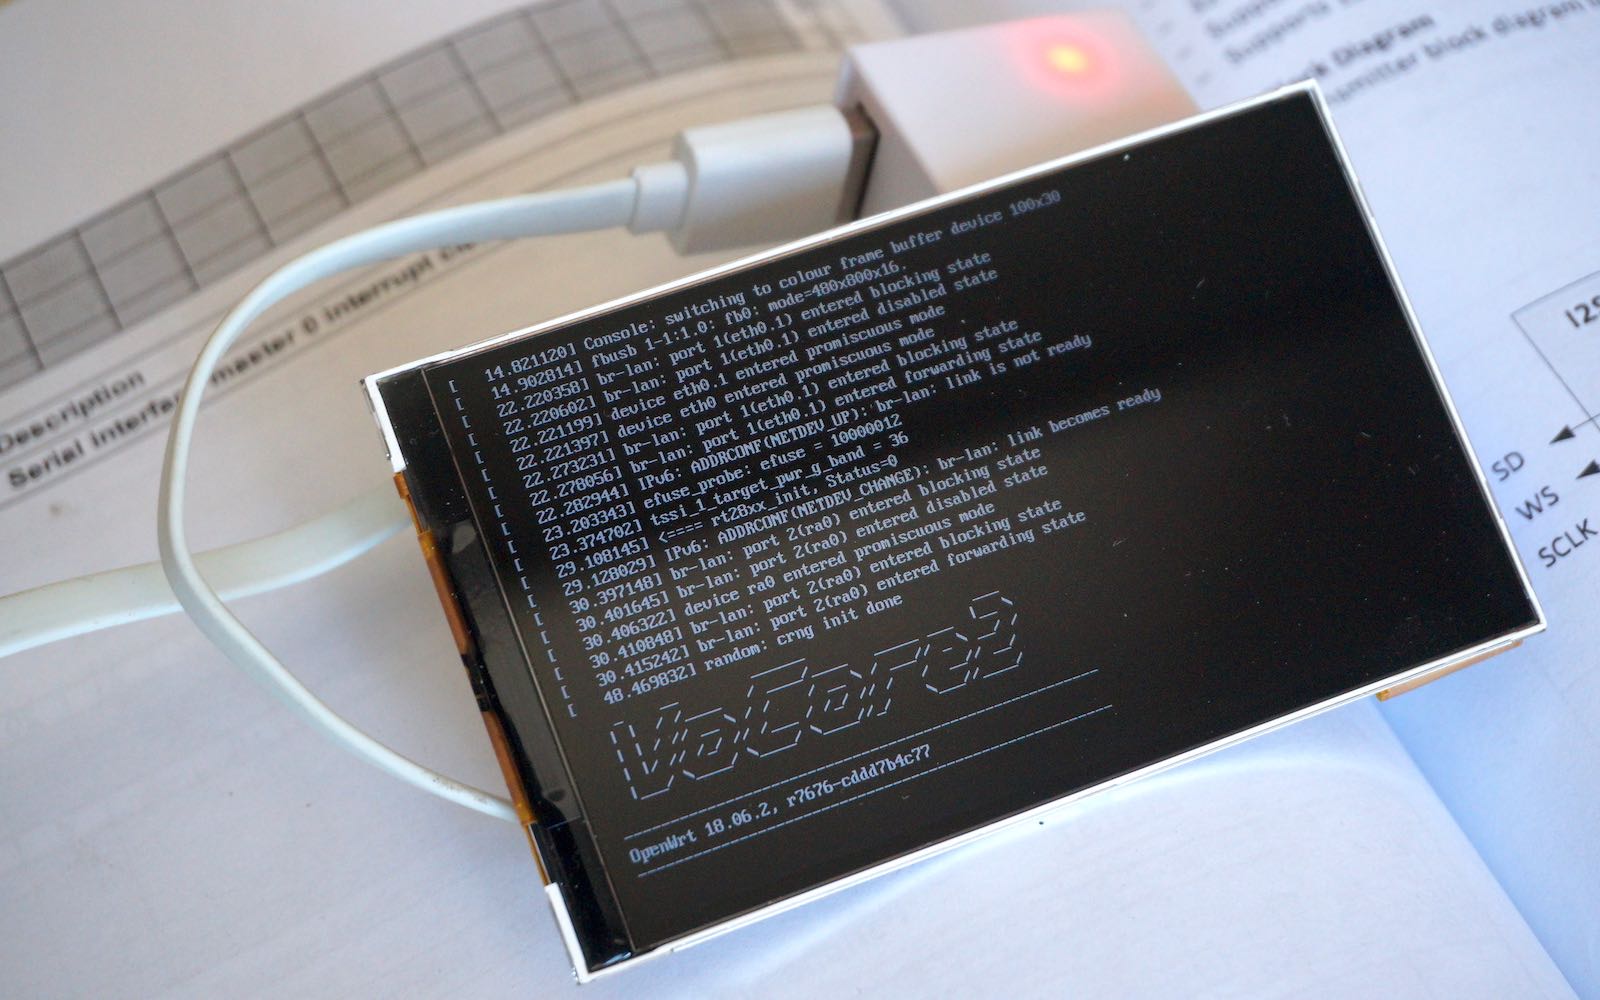 [   14.821120] Console: switching to colour frame buffer device 100x30
[   14.902814] fbusb 1-1:1.0: fb0: mode=480x800x16.
[   22.220358] br-lan: port 1(eth0.1) entered blocking state
[   22.220602] br-lan: port 1(eth0.1) entered disabled state
[   22.221199] device eth0.1 entered promiscuous mode
[   22.221397] device eth0 entered promiscuous mode
[   22.273231] br-lan: port 1(eth0.1) entered blocking state
[   22.278056] br-lan: port 1(eth0.1) entered forwarding state
[   22.282944] IPv6: ADDRCONF(NETDEV_UP): br-lan: link is not ready
[   23.203343] efuse_probe: efuse = 10000012
[   23.374702] tssi_1_target_pwr_g_band = 36
[   29.108145] <==== rt28xx_init, Status=0
[   29.128029] IPv6: ADDRCONF(NETDEV_CHANGE): br-lan: link becomes ready
[   30.397148] br-lan: port 2(ra0) entered blocking state
[   30.401645] br-lan: port 2(ra0) entered disabled state
[   30.406322] device ra0 entered promiscuous mode
[   30.410848] br-lan: port 2(ra0) entered blocking state
[   30.415242] br-lan: port 2(ra0) entered forwarding state
[   48.469832] random: crng init done
VoCore2
OpenWrt 18.06.2, r7676-cddd7b4c77
Description
Serial interface master 0 interrupt
Block Diagram
block diagram
I2S
SD
WS
SCLK